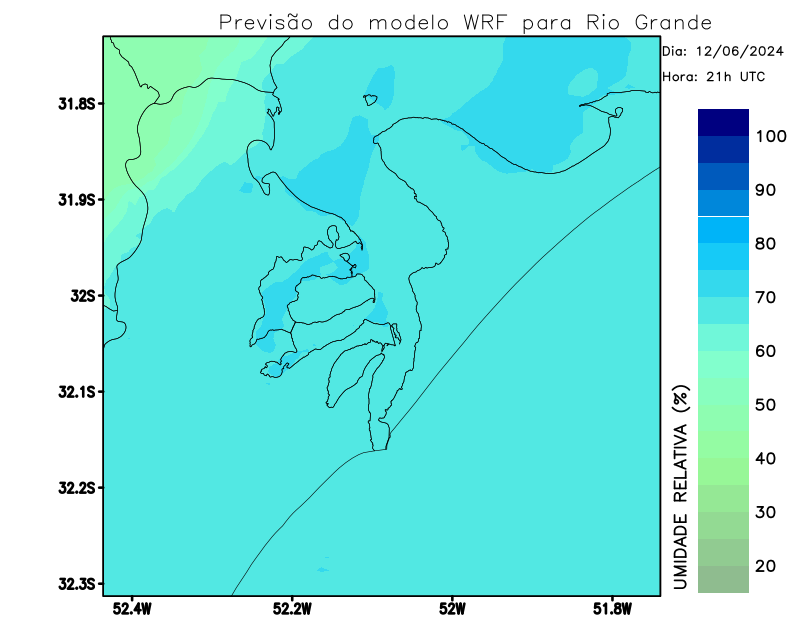 Previsão do modelo WRF para Rio Grande
Dia: 12/06/2024
Hora: 21h UTC
31.8S
31.9S
32S
32.1S
32.2S
32.3S
52.4W
52.2W
52W
51.8W
100
90
80
70
60
50
40
30
20
UMIDADE RELATIVA (%)